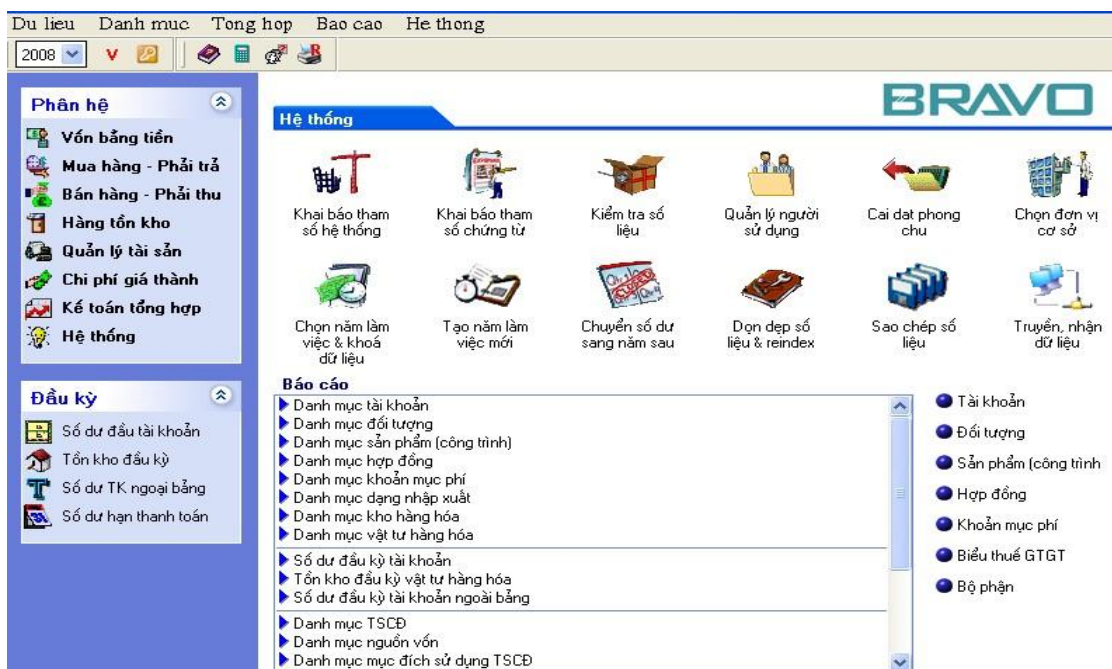 Du lieu Danh muc Tong hop Bao cao He thong
2008
Phân hệ
Vốn bằng tiền
Mua hàng - Phải trả
Bán hàng - Phải thu
Hàng tồn kho
Quản lý tài sản
Chi phí giá thành
Kế toán tổng hợp
Hệ thống
Đầu kỳ
Số dư đầu tài khoản
Tồn kho đầu kỳ
Số dư TK ngoại bảng
Số dư hạn thanh toán
BRAVO
Hệ thống
Khai báo tham
số hệ thống
Khai báo tham
số chứng từ
Kiểm tra số
liệu
Quản lý người
sử dụng
Cai dat phong
chu
Chọn đơn vị
cơ sở
Chọn năm làm
việc & khoá
dữ liệu
Tạo năm làm
việc mới
Chuyển số dư
sang năm sau
Dọn dẹp số
liệu & reindex
Sao chép số
liệu
Truyền, nhận
dữ liệu
Báo cáo
Danh mục tài khoản
Danh mục đối tượng
Danh mục sản phẩm (công trình)
Danh mục hợp đồng
Danh mục khoản mục phí
Danh mục dạng nhập xuất
Danh mục kho hàng hóa
Danh mục vật tư hàng hóa
Số dư đầu kỳ tài khoản
Tồn kho đầu kỳ vật tư hàng hóa
Số dư đầu kỳ tài khoản ngoài bảng
Danh mục TSCĐ
Danh mục nguồn vốn
Danh mục mục đích sử dụng TSCĐ
Tài khoản
Đối tượng
Sản phẩm (công trình
Hợp đồng
Khoản mục phí
Biểu thuế GTGT
Bộ phận